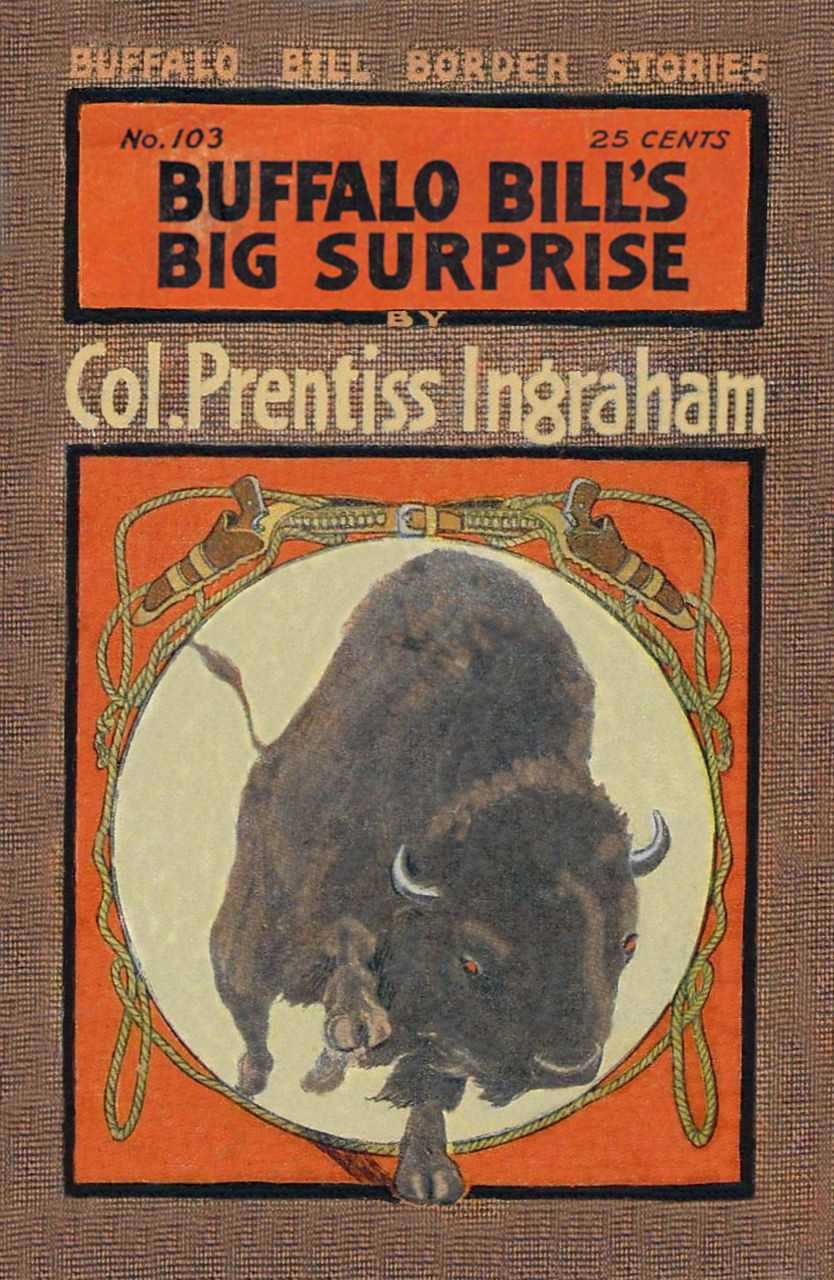 BUFFALO BILL BORDER STORIES
No. 103 25 CENTS
BUFFALO BILL'S
BIG SURPRISE
BY
Col. Prentiss Ingraham